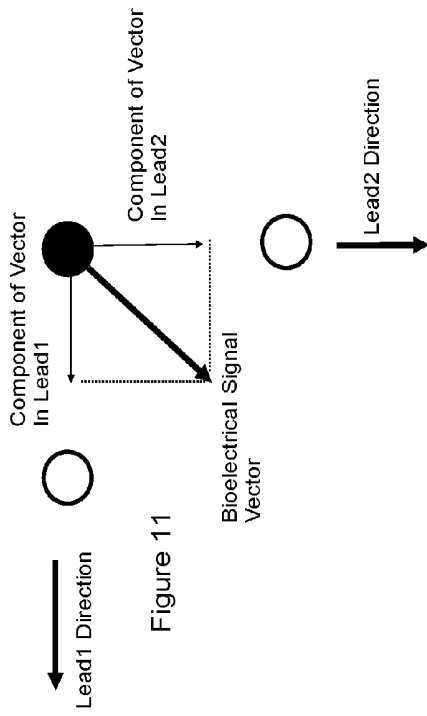 Component of Vector
In Lead1
Component of Vector
In Lead2
Bioelectrical Signal
Vector
Lead1 Direction
Lead2 Direction
Figure 11